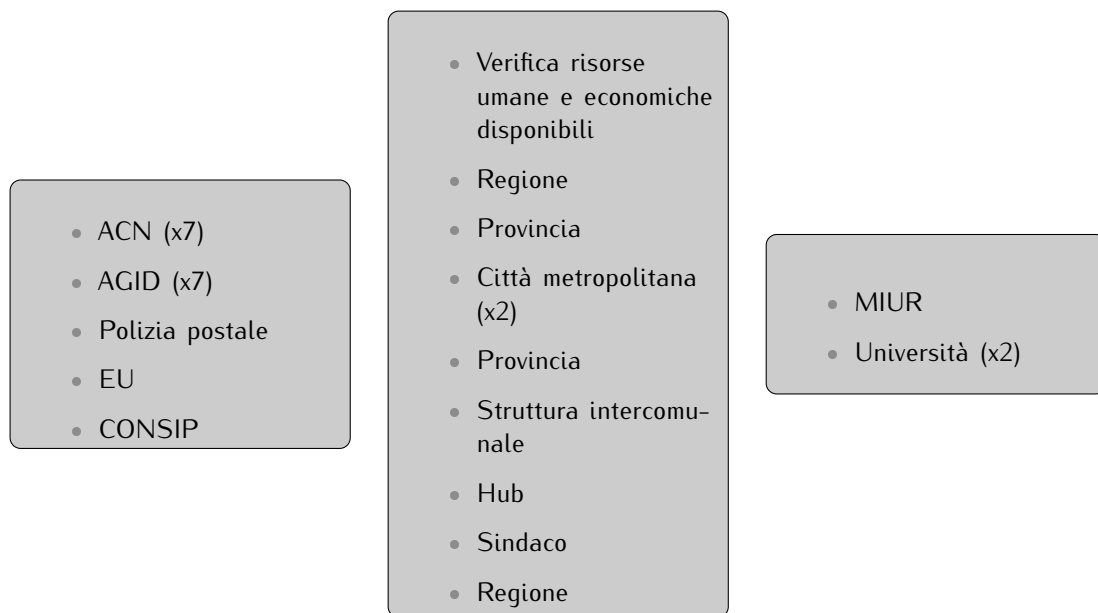 ACN (x7)
AGID (x7)
Polizia postale
EU
CONSIP
Verifica risorse
umane e economiche
disponibili
Regione
Provincia
Città metropolitana
(x2)
Provincia
Struttura intercomu-
nale
Hub
Sindaco
Regione
MIUR
Università (x2)